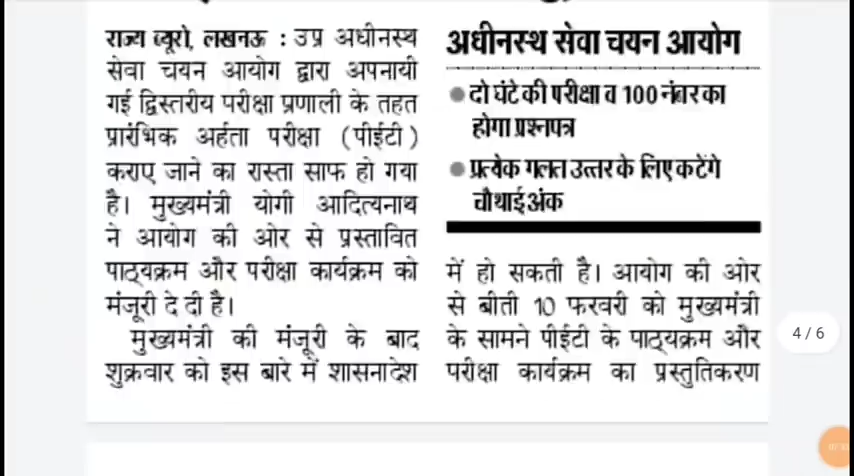 राज्य ब्यूरो, लखनऊ : उप्र अधीनस्थ
सेवा चयन आयोग द्वारा अपनायी
गई द्विस्तरीय परीक्षा प्रणाली के तहत
प्रारंभिक अर्हता परीक्षा (पीईटी)
कराए जाने का रास्ता साफ हो गया
है। मुख्यमंत्री योगी आदित्यनाथ
ने आयोग की ओर से प्रस्तावित
पाठ्यक्रम और परीक्षा कार्यक्रम को
मंजूरी दे दी है।
मुख्यमंत्री की मंजूरी के बाद
शुक्रवार को इस बारे में शासनादेश
अधीनस्थ सेवा चयन आयोग
● दो घंटे की परीक्षा व 100 नंबर का
होगा प्रश्नपत्र
● प्रत्येक गलत उत्तर के लिए कटेंगे
चौथाई अंक
में हो सकती है। आयोग की ओर
से बीती 10 फरवरी को मुख्यमंत्री
के सामने पीईटी के पाठ्यक्रम और
परीक्षा कार्यक्रम का प्रस्तुतिकरण
4 / 6